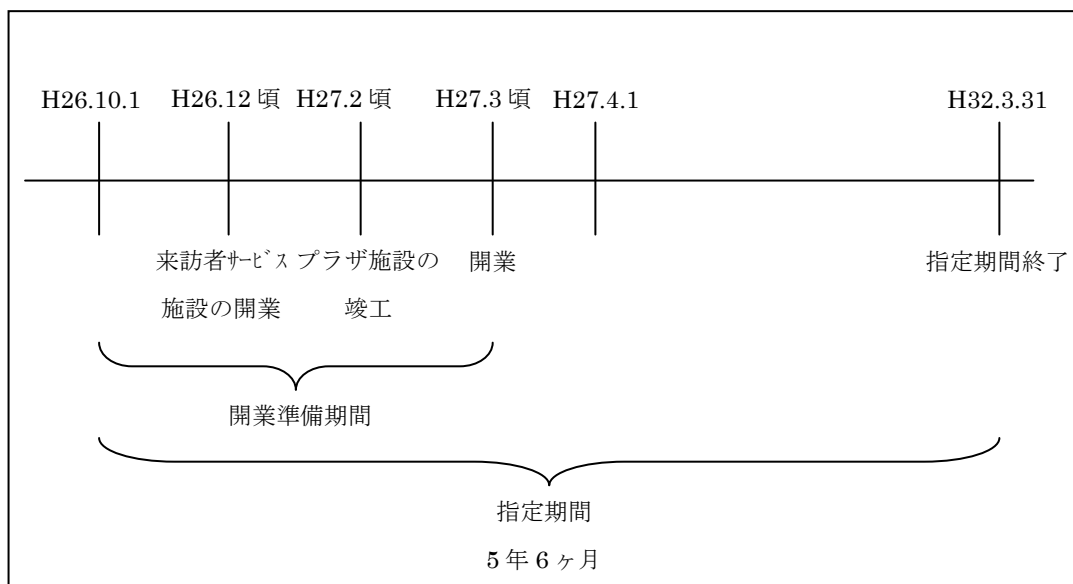 H26.10.1 H26.12 頃 H27.2 頃 H27.3 頃 H27.4.1 H32.3.31
来訪者ｻｰﾋﾞｽ プラザ施設の 開業 指定期間終了
施設の開業 竣工
開業準備期間
指定期間
5 年 6 ヶ月